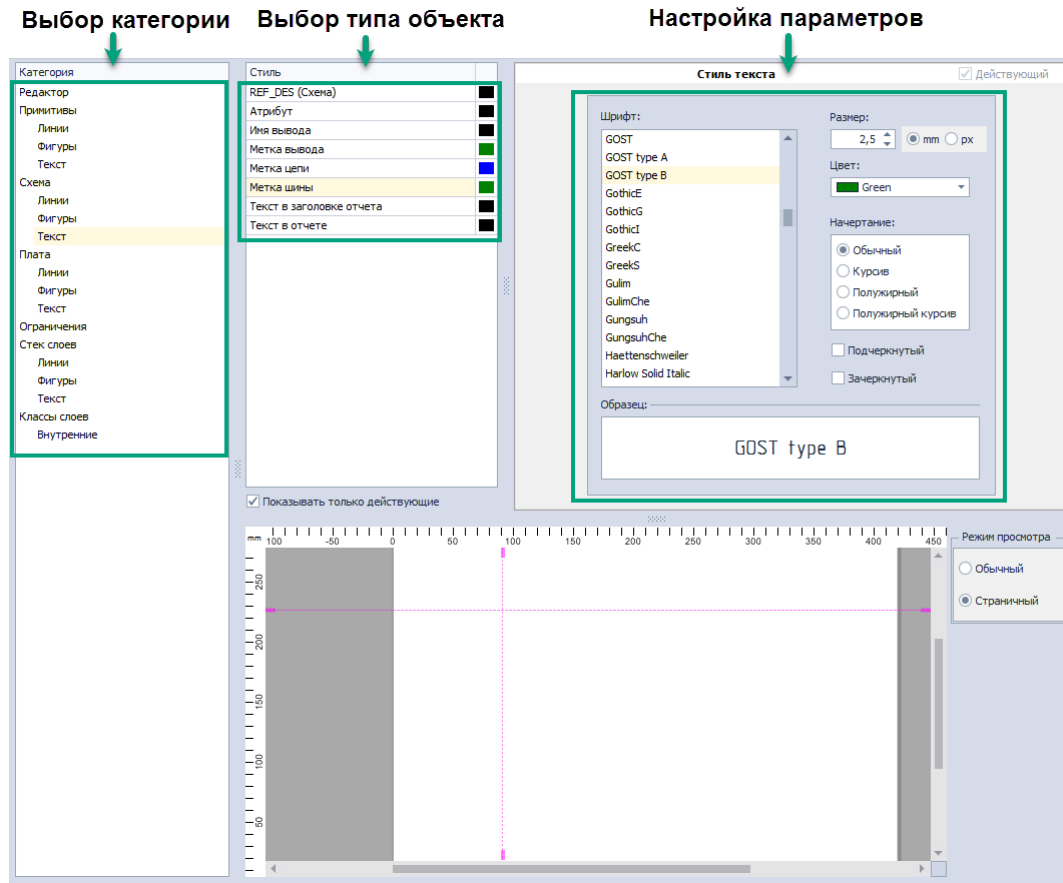 Выбор категории
Выбор типа объекта
Настройка параметров
Категория
Редактор
Примитивы
Линии
Фигуры
Текст
Схема
Линии
Фигуры
Текст
Плата
Линии
Фигуры
Текст
Ограничения
Стек слоев
Линии
Фигуры
Текст
Классы слоев
Внутренние
Стиль
REF_DES (Схема)
Атрибут
Имя вывода
Метка вывода
Метка цепи
Метка шины
Текст в заголовке отчета
Текст в отчете
Показывать только действующие
Стиль текста
Действующий
Шрифт:
GOST
GOST type A
GOST type B
GothicE
GothicG
GothicI
GreekC
GreekS
Gulim
GulimChe
Gungsuh
GungsuhChe
Haettenschweiler
Harlow Solid Italic
Размер:
2,5 mm px
Цвет:
Green
Начертание:
Обычный
Курсив
Полужирный
Полужирный курсив
Подчеркнутый
Зачеркнутый
Образец:
GOST type B
mm 100 -50 0 50 100 150 200 250 300 350 400 450
250
200
150
100
50
Режим просмотра
Обычный
Страничный